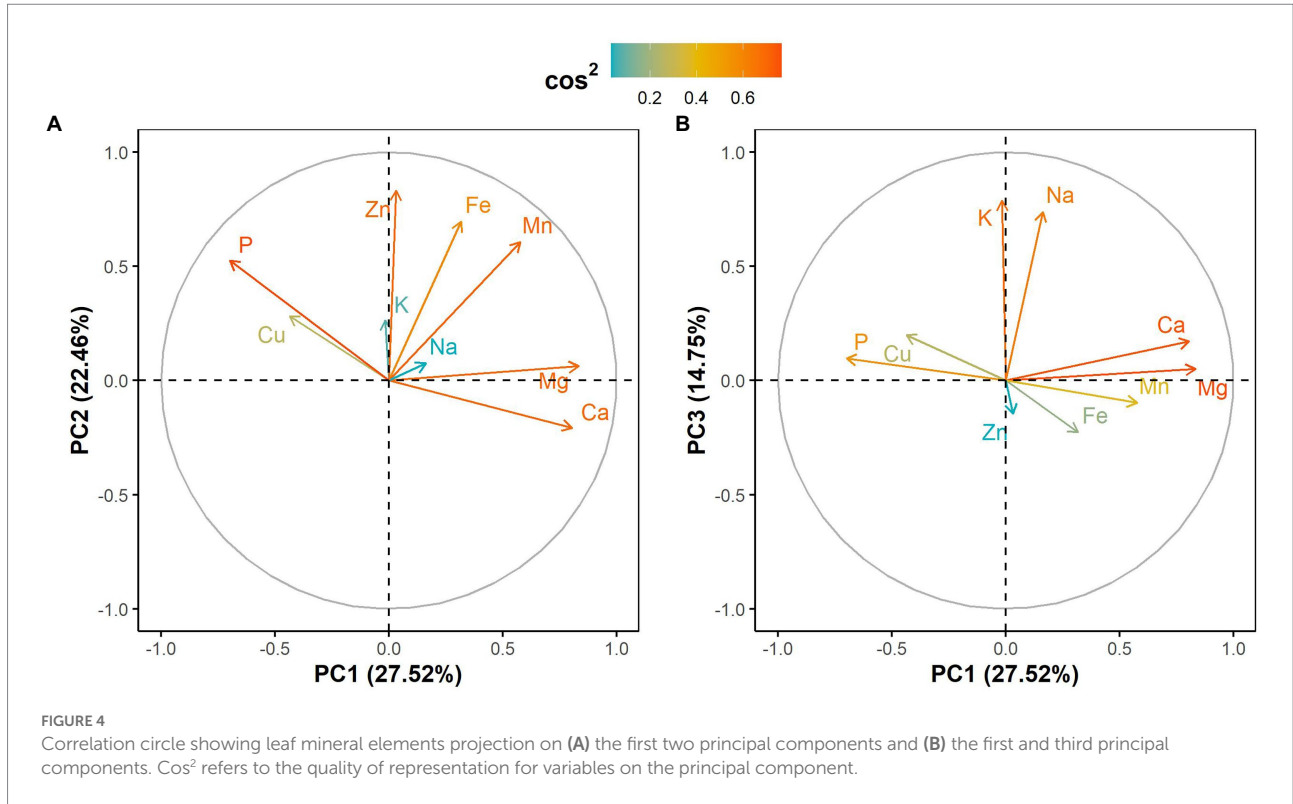 cos²
0.2 0.4 0.6
A
1.0
0.5
0.0
-0.5
-1.0
PC2 (22.46%)
Zn
Fe
Mn
P
K
Cu
Na
Mg
Ca
-1.0 -0.5 0.0 0.5 1.0
PC1 (27.52%)
B
1.0
0.5
0.0
-0.5
-1.0
PC3 (14.75%)
K
Na
Ca
P
Cu
Mg
Mn
Fe
Zn
-1.0 -0.5 0.0 0.5 1.0
PC1 (27.52%)
FIGURE 4
Correlation circle showing leaf mineral elements projection on (A) the first two principal components and (B) the first and third principal
components. Cos² refers to the quality of representation for variables on the principal component.